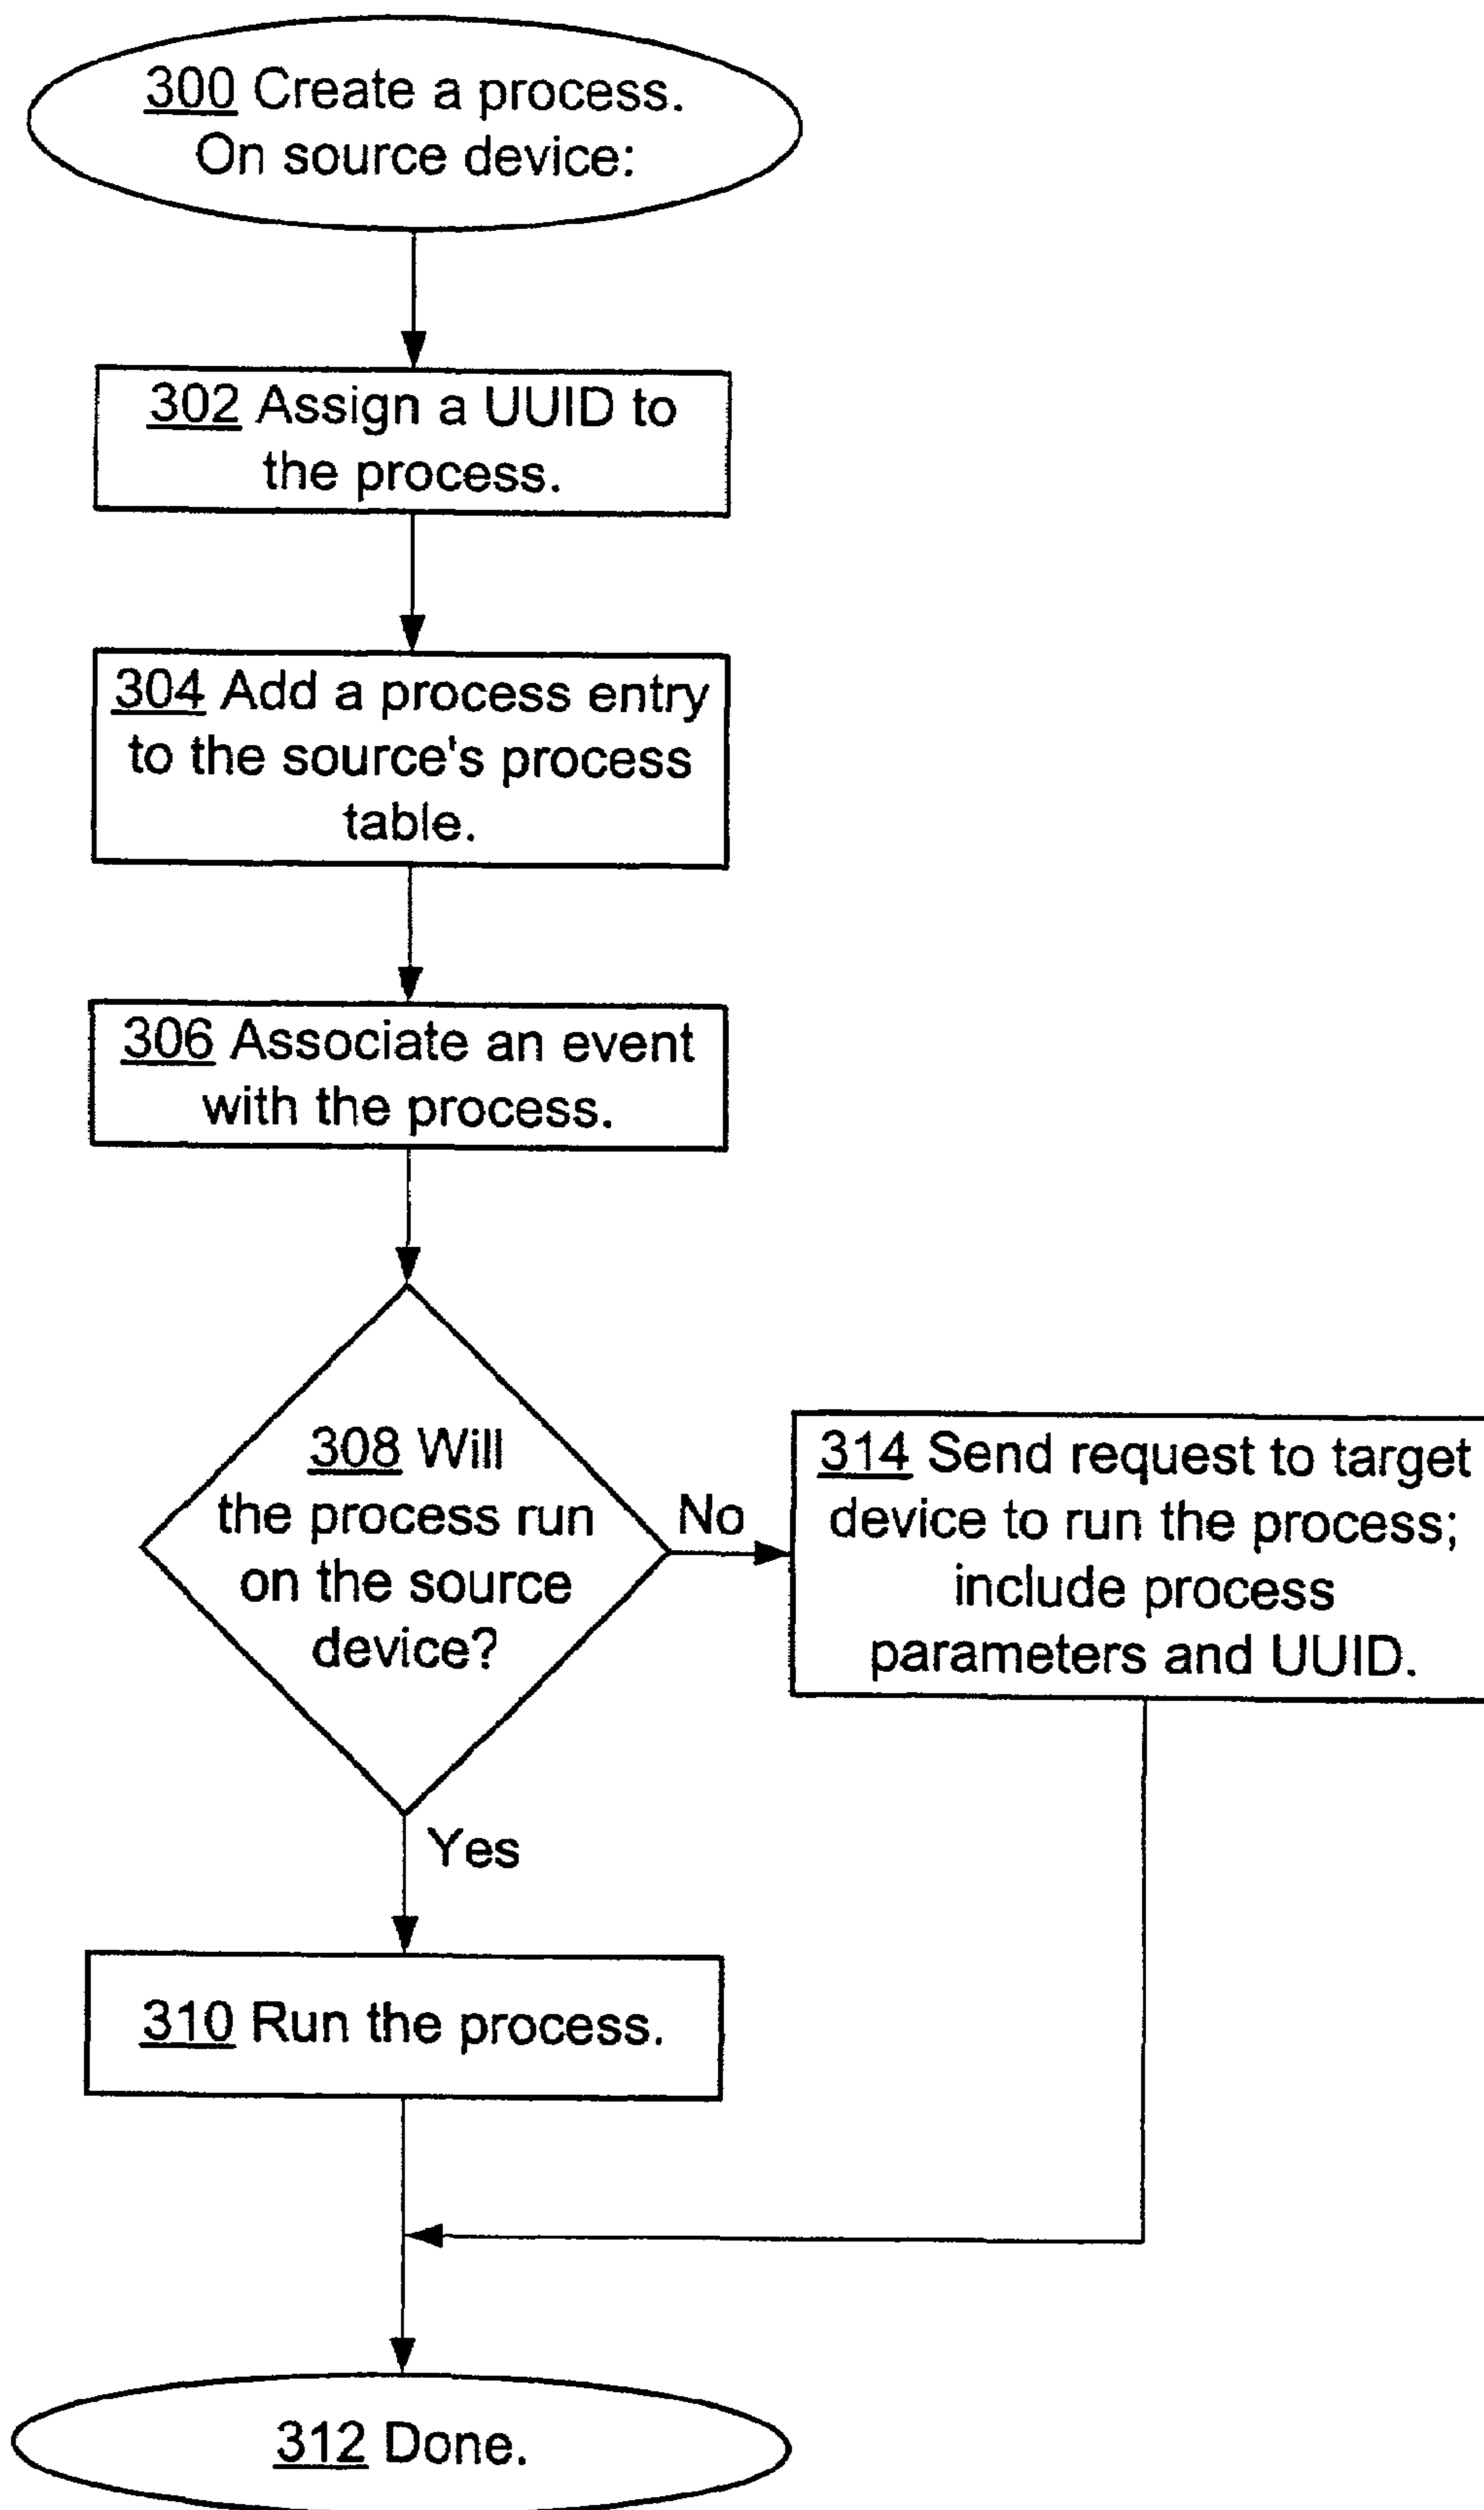 300 Create a process.
On source device:
302 Assign a UUID to
the process.
304 Add a process entry
to the source's process
table.
306 Associate an event
with the process.
308 Will
the process run
on the source
device?
No
314 Send request to target
device to run the process;
include process
parameters and UUID.
Yes
310 Run the process.
312 Done.